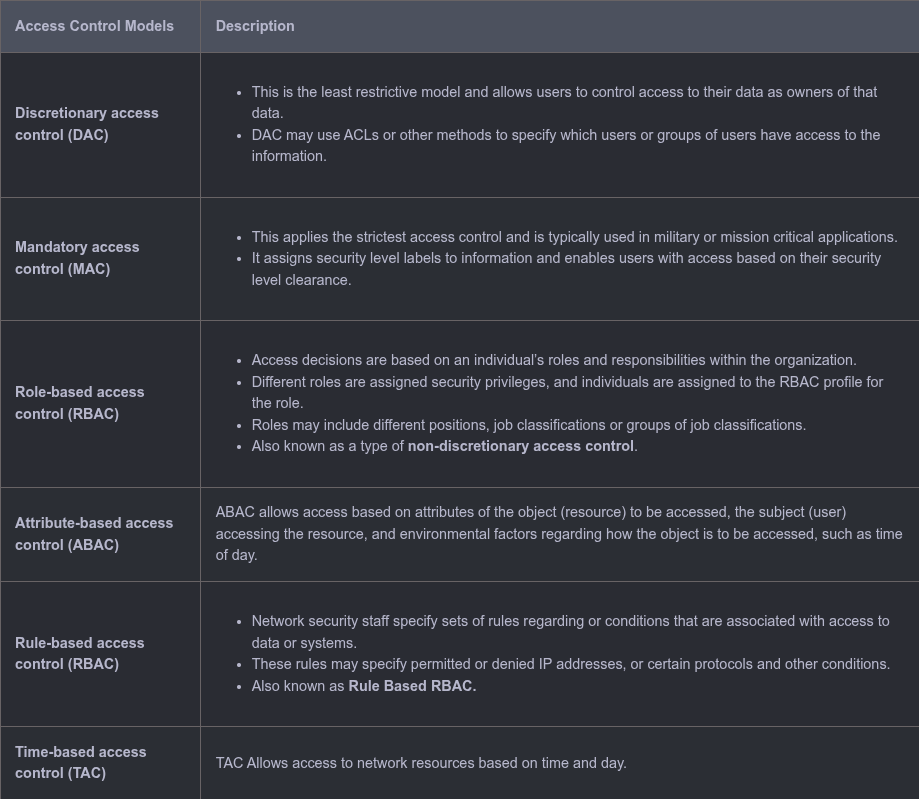 Access Control Models
Description
Discretionary access
control (DAC)
• This is the least restrictive model and allows users to control access to their data as owners of that
data.
• DAC may use ACLs or other methods to specify which users or groups of users have access to the
information.
Mandatory access
control (MAC)
• This applies the strictest access control and is typically used in military or mission critical applications.
• It assigns security level labels to information and enables users with access based on their security
level clearance.
Role-based access
control (RBAC)
• Access decisions are based on an individual's roles and responsibilities within the organization.
• Different roles are assigned security privileges, and individuals are assigned to the RBAC profile for
the role.
• Roles may include different positions, job classifications or groups of job classifications.
• Also known as a type of non-discretionary access control.
Attribute-based access
control (ABAC)
ABAC allows access based on attributes of the object (resource) to be accessed, the subject (user)
accessing the resource, and environmental factors regarding how the object is to be accessed, such as time
of day.
Rule-based access
control (RBAC)
• Network security staff specify sets of rules regarding or conditions that are associated with access to
data or systems.
• These rules may specify permitted or denied IP addresses, or certain protocols and other conditions.
• Also known as Rule Based RBAC.
Time-based access
control (TAC)
TAC Allows access to network resources based on time and day.